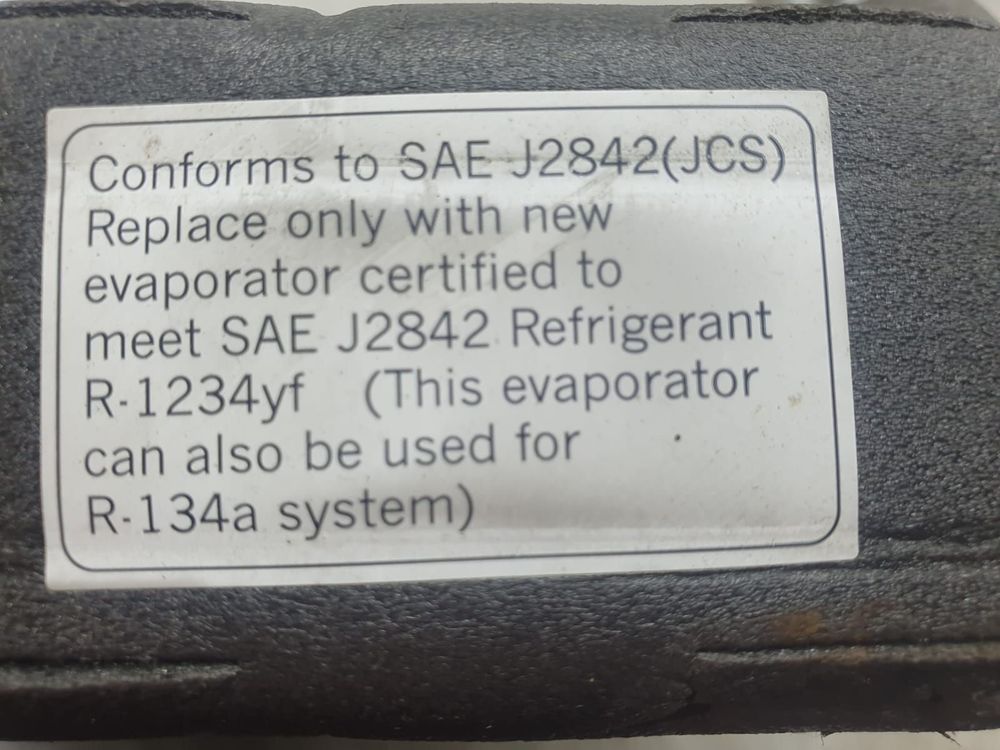 Conforms to SAE J2842(JCS)
Replace only with new
evaporator certified to
meet SAE J2842 Refrigerant
R-1234yf (This evaporator
can also be used for
R-134a system)